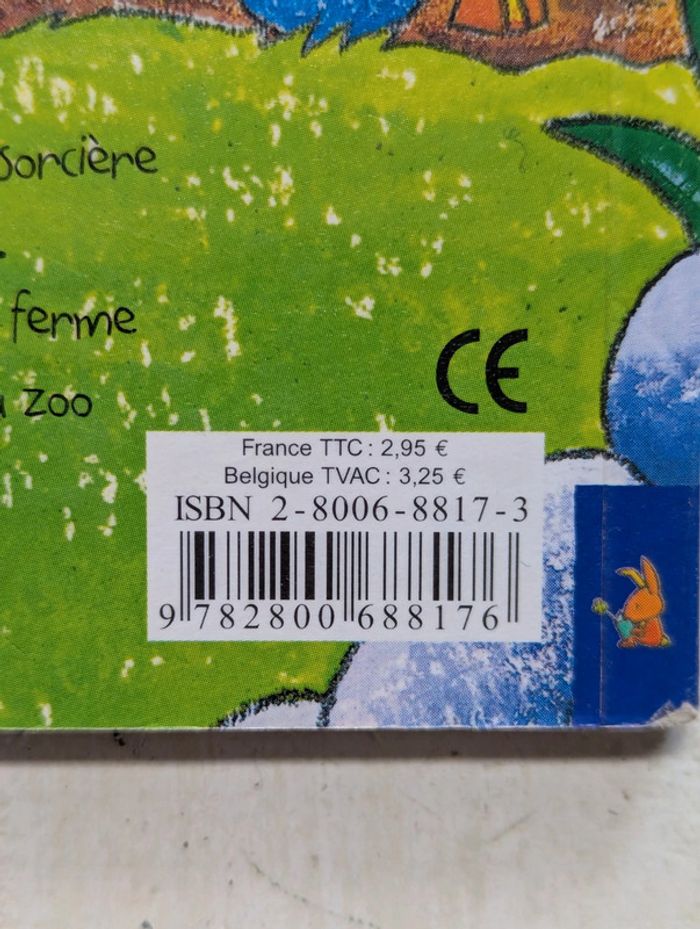 sorcière
ferme
zoo
CE
France TTC : 2,95 €
Belgique TVAC : 3,25 €
ISBN 2-8006-8817-3
9 782800 688176